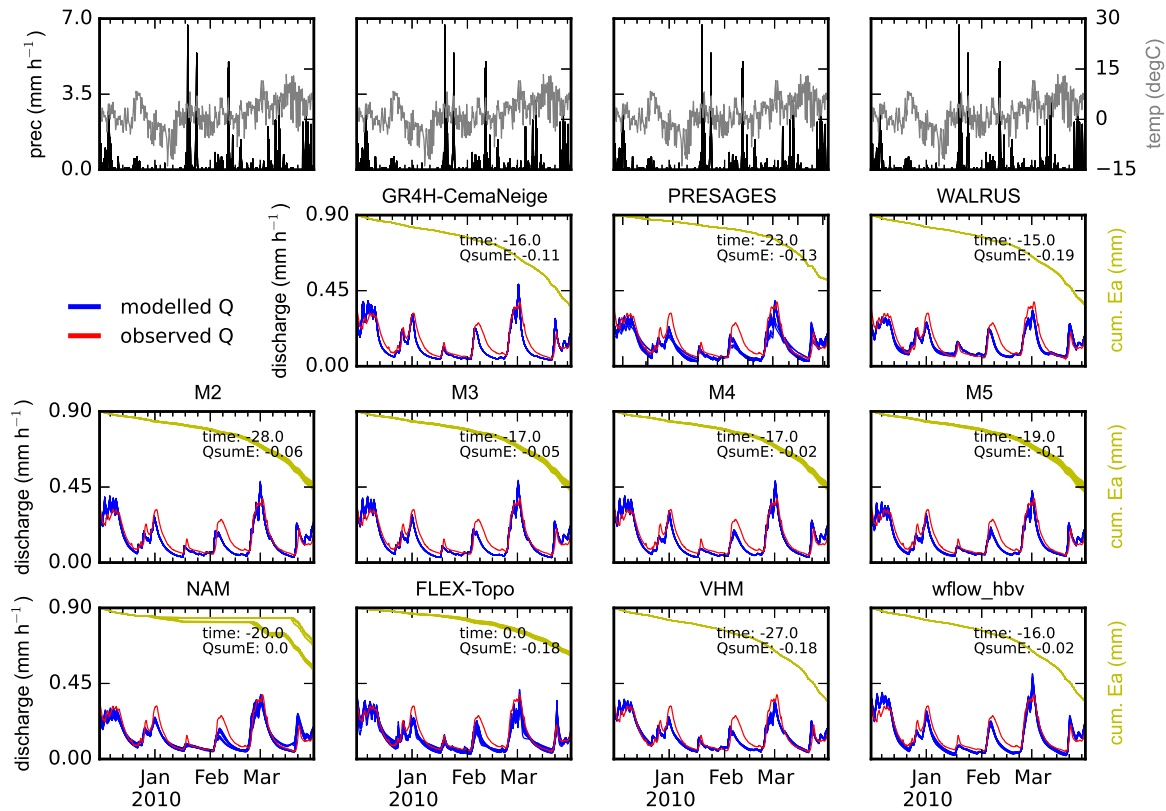 7.0
3.5
0.0
prec (mm h⁻¹)
30
15
0
−15
temp (degC)
GR4H-CemaNeige
PRESAGES
WALRUS
0.90
0.45
0.00
discharge (mm h⁻¹)
time: -16.0
QsumE: -0.11
time: -23.0
QsumE: -0.13
time: -15.0
QsumE: -0.19
cum. Ea (mm)
modelled Q
observed Q
M2
M3
M4
M5
0.90
0.45
0.00
discharge (mm h⁻¹)
time: -28.0
QsumE: -0.06
time: -17.0
QsumE: -0.05
time: -17.0
QsumE: -0.02
time: -19.0
QsumE: -0.1
cum. Ea (mm)
NAM
FLEX-Topo
VHM
wflow_hbv
0.90
0.45
0.00
discharge (mm h⁻¹)
time: -20.0
QsumE: 0.0
time: 0.0
QsumE: -0.18
time: -27.0
QsumE: -0.18
time: -16.0
QsumE: -0.02
cum. Ea (mm)
Jan Feb Mar
2010
Jan Feb Mar
2010
Jan Feb Mar
2010
Jan Feb Mar
2010